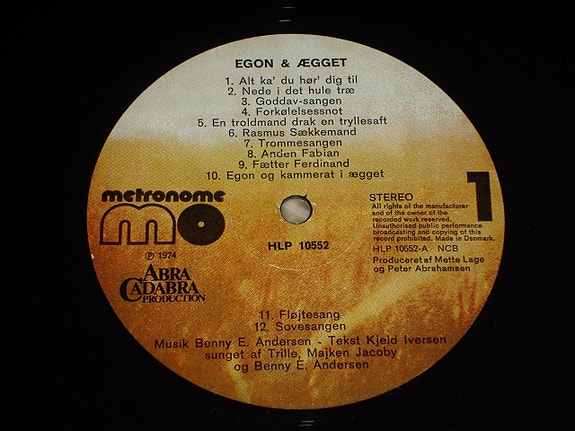 EGON & ÆGGET
1. Alt ka' du hør' dig til
2. Nede i det hule træ
3. Goddav-sangen
4. Forkølelsessnot
5. En troldmand drak en tryllesaft
6. Rasmus Sækkemand
7. Trommesangen
8. Anden Fabian
9. Fætter Ferdinand
10. Egon og kammerat i ægget
metronome
mo
℗ 1974
ABRA
CADABRA
PRODUCTION
HLP 10552
STEREO
1
All rights of the manufacturer
and of the owner of the
recorded work reserved.
Unauthorised public performance
broadcasting and copying of this
record prohibited. Made in Denmark.
HLP 10552-A NCB
Produceret af Mette Lage
og Peter Abrahamsen
11. Fløjtesang
12. Sovesangen
Musik Benny E. Andersen - Tekst Kjeld Iversen
sunget af Trille, Majken Jacoby
og Benny E. Andersen